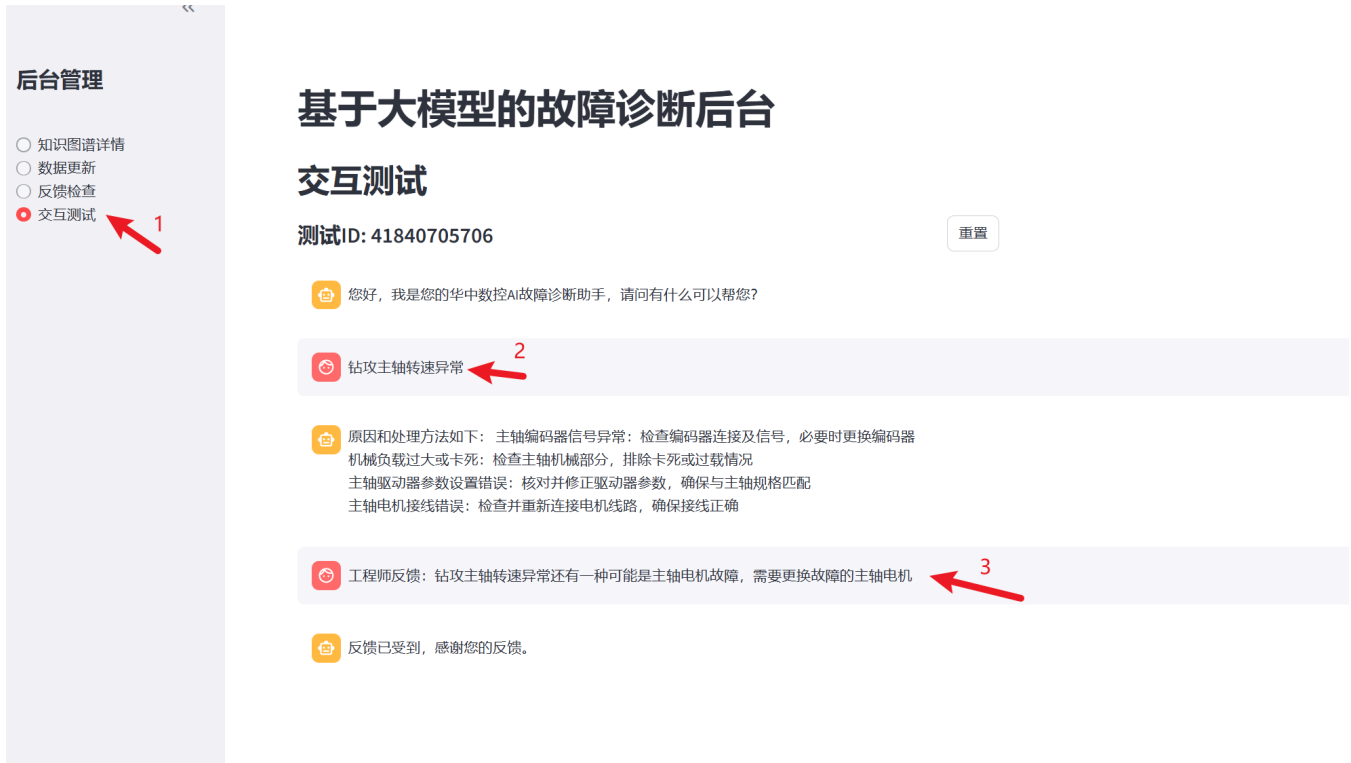 «
后台管理
知识图谱详情
数据更新
反馈检查
交互测试
1
基于大模型的故障诊断后台
交互测试
测试ID: 41840705706
重置
您好，我是您的华中数控AI故障诊断助手，请问有什么可以帮您？
2
钻攻主轴转速异常
原因和处理方法如下： 主轴编码器信号异常：检查编码器连接及信号，必要时更换编码器
机械负载过大或卡死：检查主轴机械部分，排除卡死或过载情况
主轴驱动器参数设置错误：核对并修正驱动器参数，确保与主轴规格匹配
主轴电机接线错误：检查并重新连接电机线路，确保接线正确
工程师反馈：钻攻主轴转速异常还有一种可能是主轴电机故障，需要更换故障的主轴电机
3
反馈已受到，感谢您的反馈。